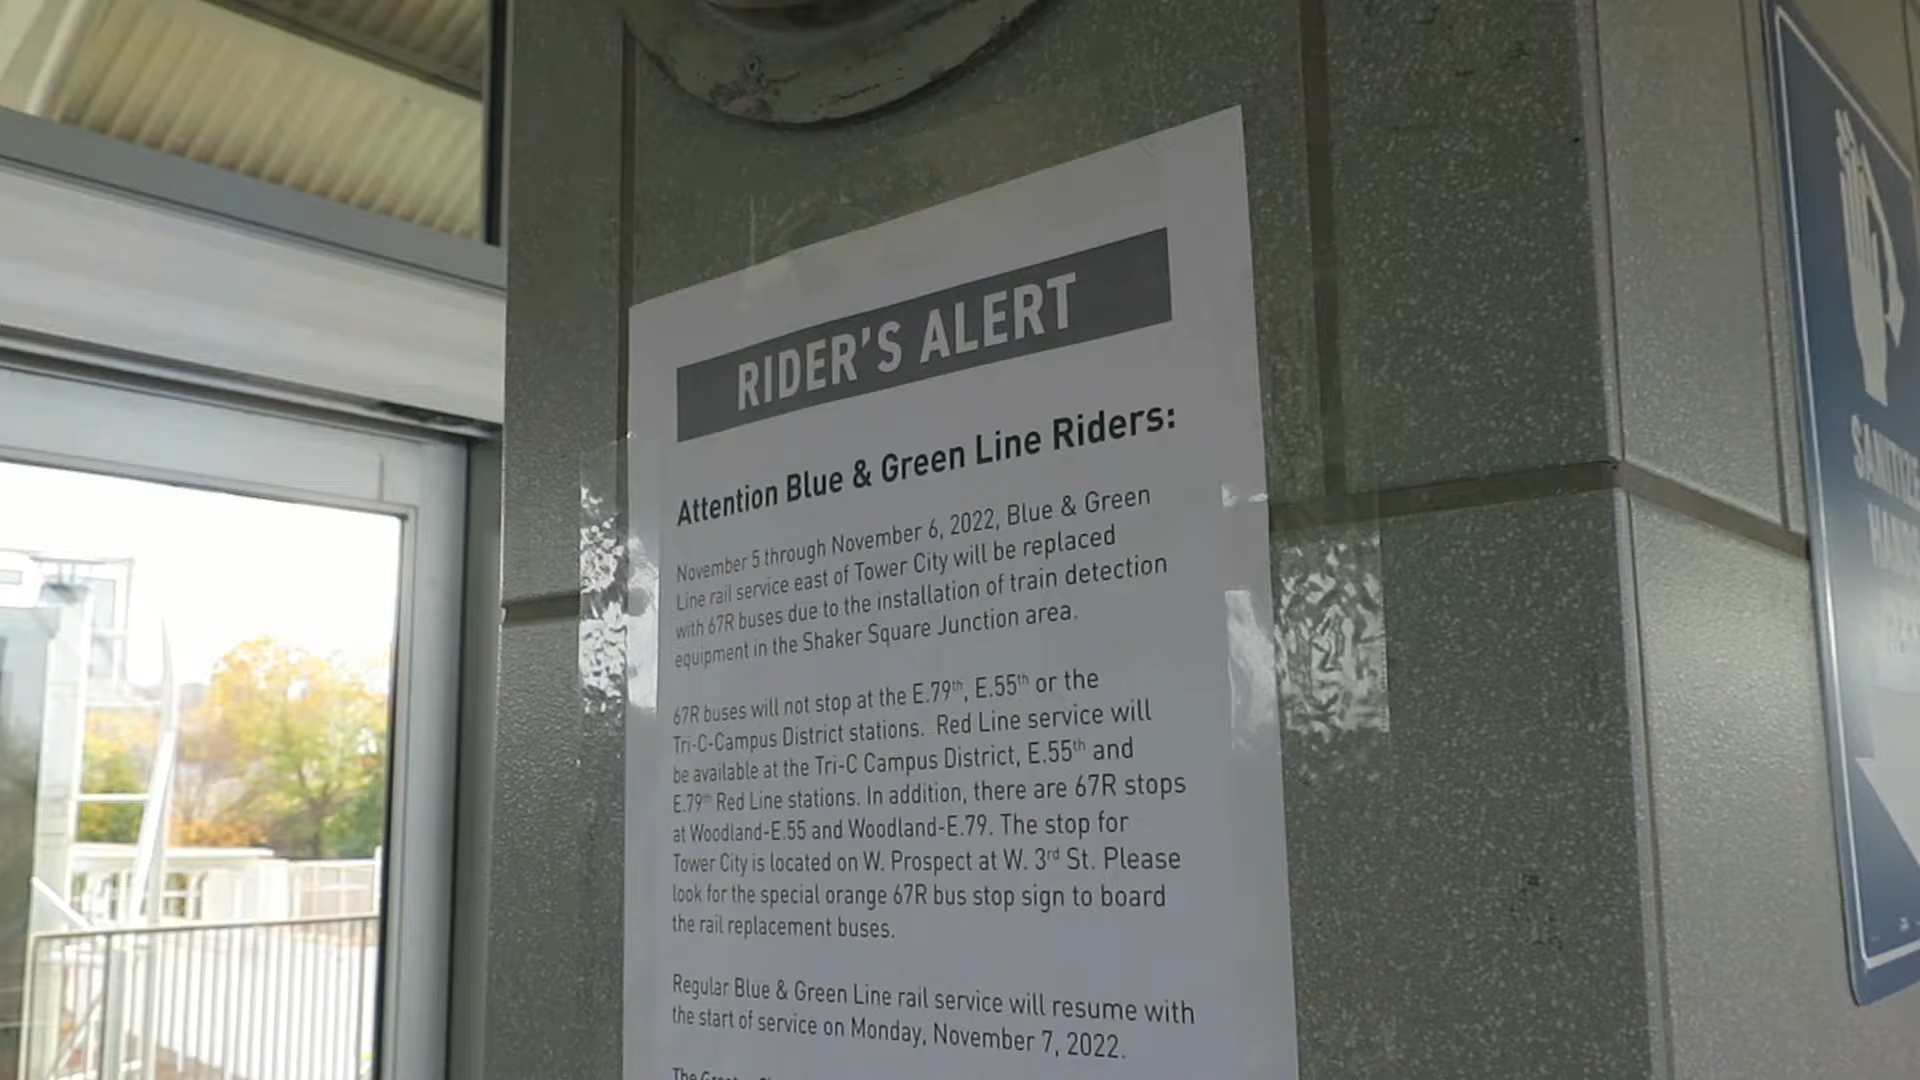 RIDER'S ALERT
Attention Blue & Green Line Riders:
November 5 through November 6, 2022, Blue & Green
Line rail service east of Tower City will be replaced
with 67R buses due to the installation of train detection
equipment in the Shaker Square Junction area.
67R buses will not stop at the E.79th, E.55th or the
Tri-C-Campus District stations. Red Line service will
be available at the Tri-C Campus District, E.55th and
E.79th Red Line stations. In addition, there are 67R stops
at Woodland-E.55 and Woodland-E.79. The stop for
Tower City is located on W. Prospect at W. 3rd St. Please
look for the special orange 67R bus stop sign to board
the rail replacement buses.
Regular Blue & Green Line rail service will resume with
the start of service on Monday, November 7, 2022.
The
SANITIZE